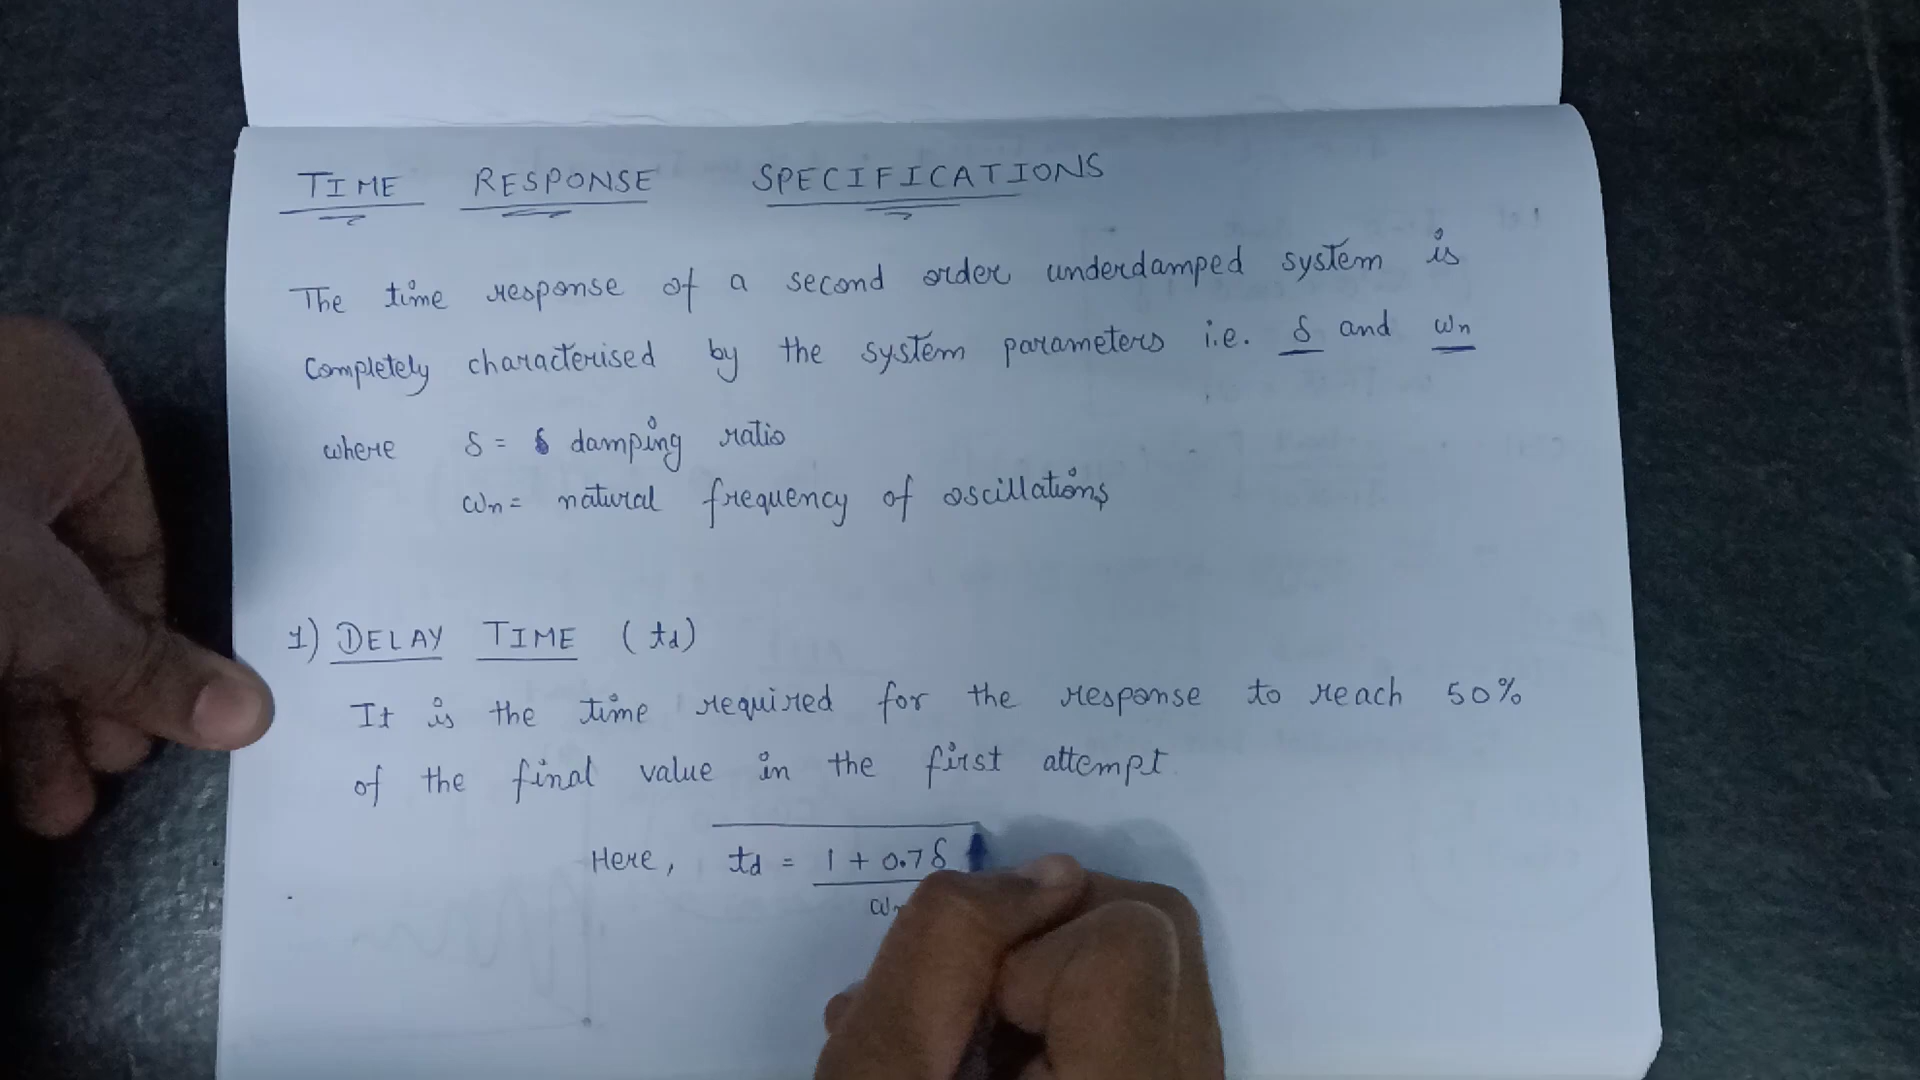 TIME RESPONSE SPECIFICATIONS
The time response of a second order underdamped system is
completely characterised by the system parameters i.e. δ and ωn
where δ = damping ratio
ωn = natural frequency of oscillations
1) DELAY TIME (td)
It is the time required for the response to reach 50%
of the final value in the first attempt
Here, td = 1 + 0.7δ
ωn